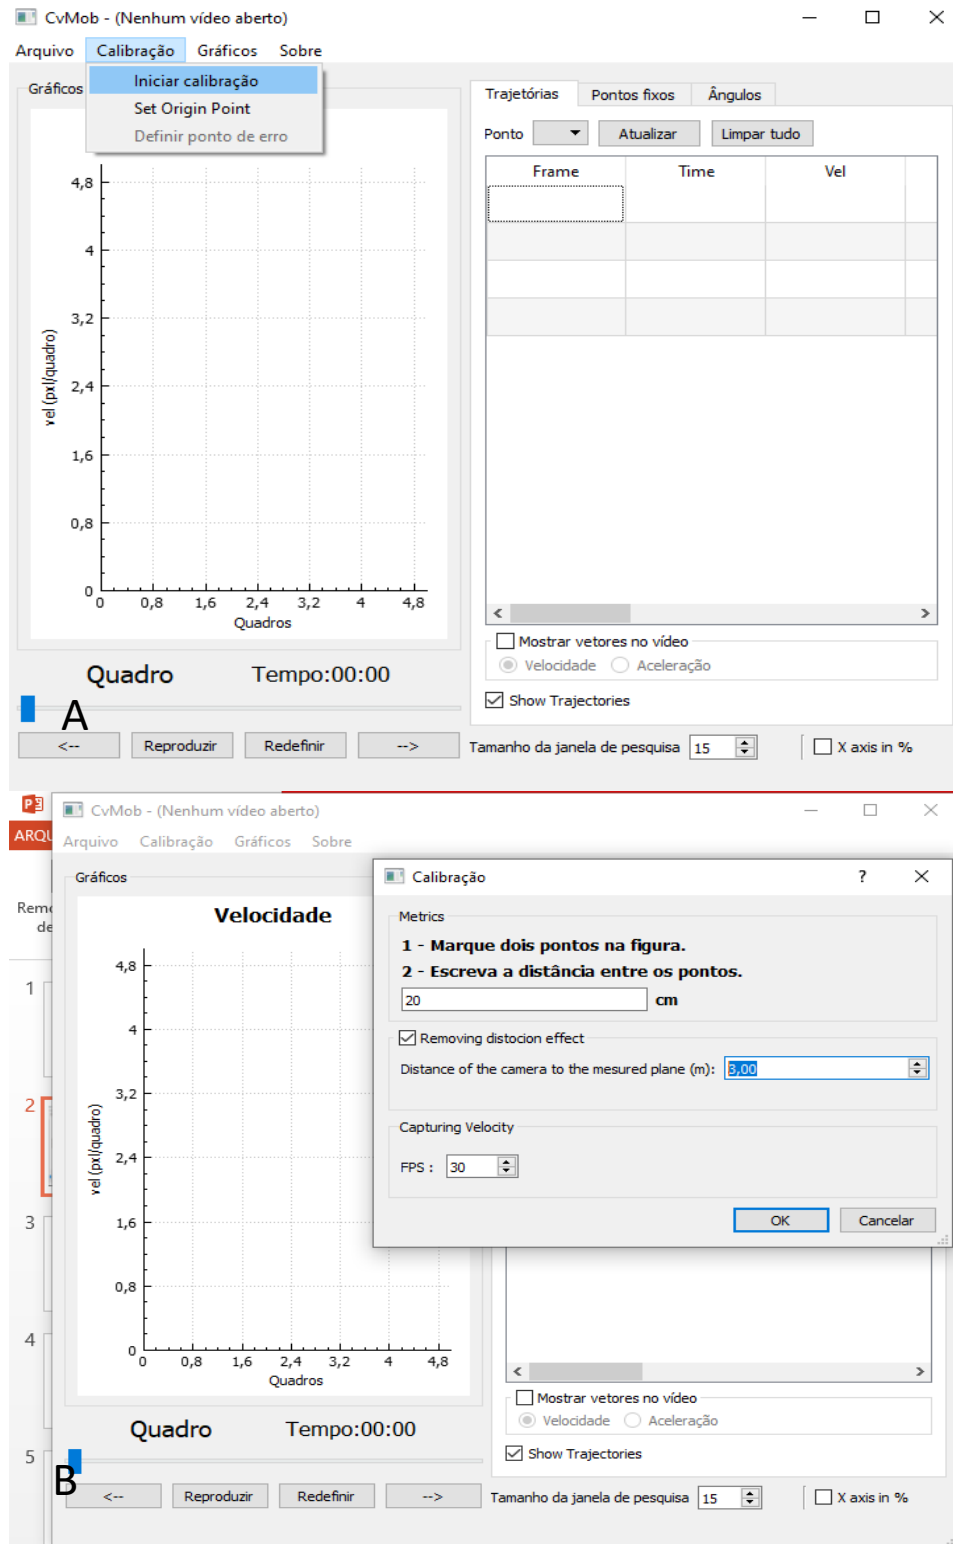 CvMob - (Nenhum vídeo aberto)
Arquivo Calibração Gráficos Sobre
Iniciar calibração
Set Origin Point
Definir ponto de erro
Gráficos
4,8
4
3,2
2,4
1,6
0,8
0
vel (pxl/quadro)
0 0,8 1,6 2,4 3,2 4 4,8
Quadros
Trajetórias Pontos fixos Ângulos
Ponto Atualizar Limpar tudo
Frame Time Vel
< >
Mostrar vetores no vídeo
Velocidade Aceleração
Show Trajectories
Quadro Tempo:00:00
A
<-- Reproduzir Redefinir -->
Tamanho da janela de pesquisa 15 X axis in %
P
ARQU
Remo
de
1
2
3
4
5
CvMob - (Nenhum vídeo aberto)
Arquivo Calibração Gráficos Sobre
Gráficos
Velocidade
4,8
4
3,2
2,4
1,6
0,8
0
vel (pxl/quadro)
0 0,8 1,6 2,4 3,2 4 4,8
Quadros
Calibração ?
Metrics
1 - Marque dois pontos na figura.
2 - Escreva a distância entre os pontos.
20 cm
Removing distocion effect
Distance of the camera to the mesured plane (m): 3,00
Capturing Velocity
FPS : 30
OK Cancelar
< >
Mostrar vetores no vídeo
Velocidade Aceleração
Show Trajectories
Quadro Tempo:00:00
B
<-- Reproduzir Redefinir -->
Tamanho da janela de pesquisa 15 X axis in %